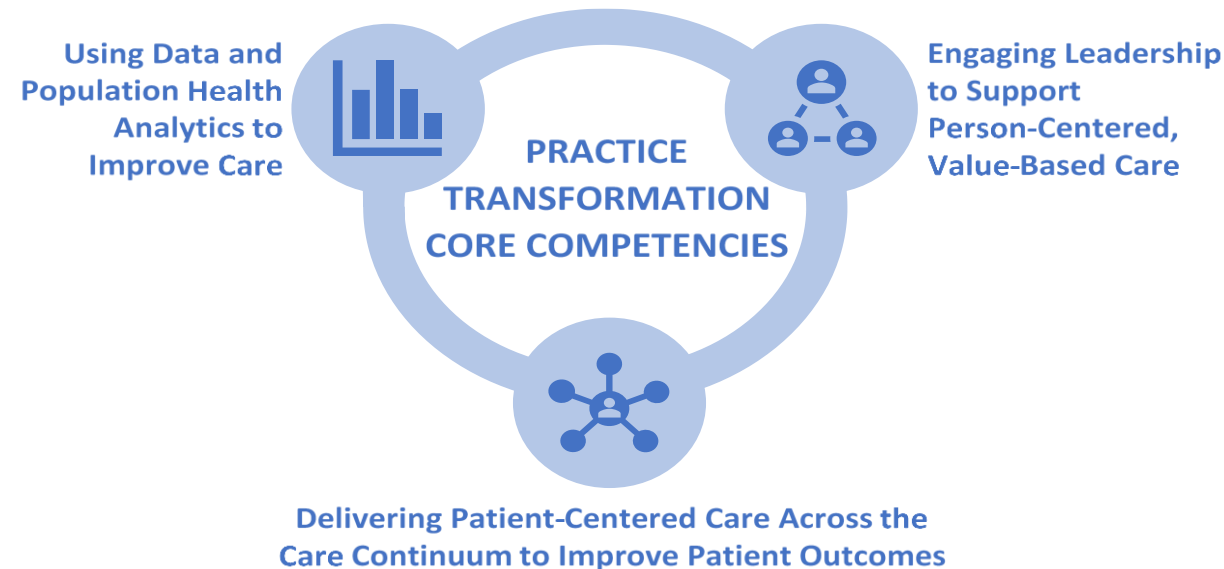 Using Data and
Population Health
Analytics to
Improve Care
PRACTICE
TRANSFORMATION
CORE COMPETENCIES
Engaging Leadership
to Support
Person-Centered,
Value-Based Care
Delivering Patient-Centered Care Across the
Care Continuum to Improve Patient Outcomes